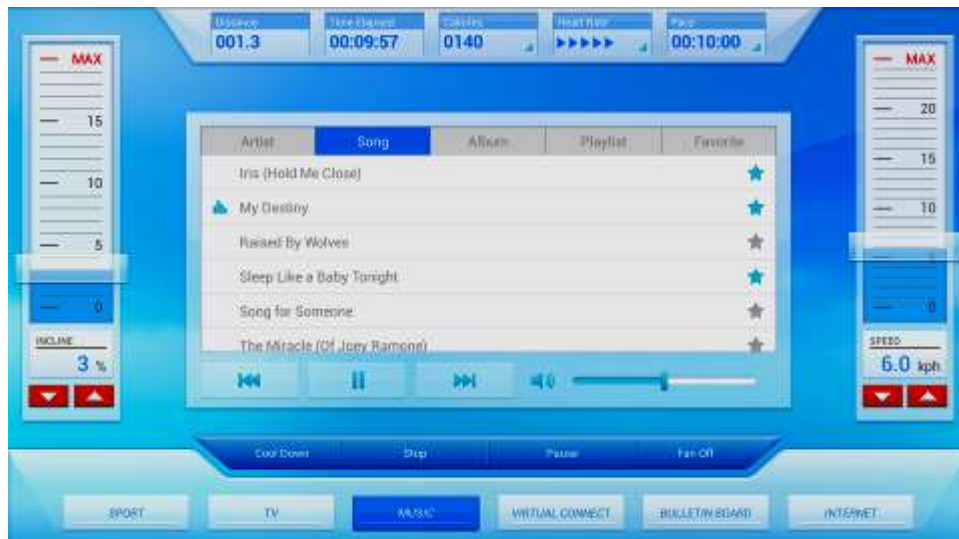 Distance Time Elapsed Calories Heart Rate Pace
001.3 00:09:57 0140 00:10:00
MAX
15
10
5
0
INCLINE
3 %
Artist Song Album Playlist Favorite
Iris (Hold Me Close)
My Destiny
Raised By Wolves
Sleep Like a Baby Tonight
Song for Someone
The Miracle (Of Joey Ramone)
MAX
20
15
10
5
0
SPEED
6.0 kph
Cool Down Stop Pause Fan Off
SPORT TV MUSIC VIRTUAL CONNECT BULLETIN BOARD INTERNET